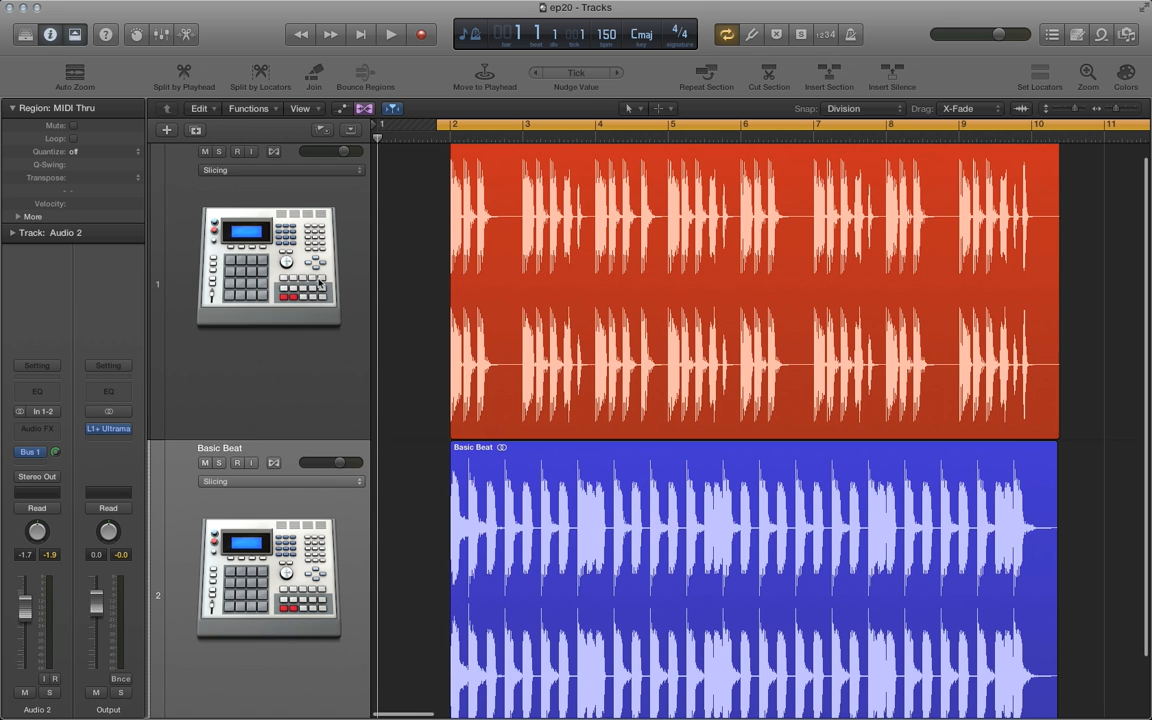 ep20 - Tracks
1 1 1 1 150 Cmaj 4/4
bar beat div tick bpm key signature
1234
Auto Zoom
Split by Playhead
Split by Locators
Join
Bounce Regions
Move to Playhead
Tick
Nudge Value
Repeat Section
Cut Section
Insert Section
Insert Silence
Set Locators
Zoom
Colors
Region: MIDI Thru
Edit
Functions
View
Snap: Division
Drag: X-Fade
Mute:
Loop:
Quantize: off
Q-Swing:
Transpose:
- -
Velocity:
More
Track: Audio 2
1 2 3 4 5 6 7 8 9 10 11
M S R I
Slicing
1
Basic Beat
M S R I
Slicing
2
Basic Beat
Setting Setting
EQ EQ
In 1-2
Audio FX L1+ Ultrama
Bus 1
Stereo Out
Read Read
-1.7 -1.9 0.0 -0.0
I R Bnce
M S M S
Audio 2 Output